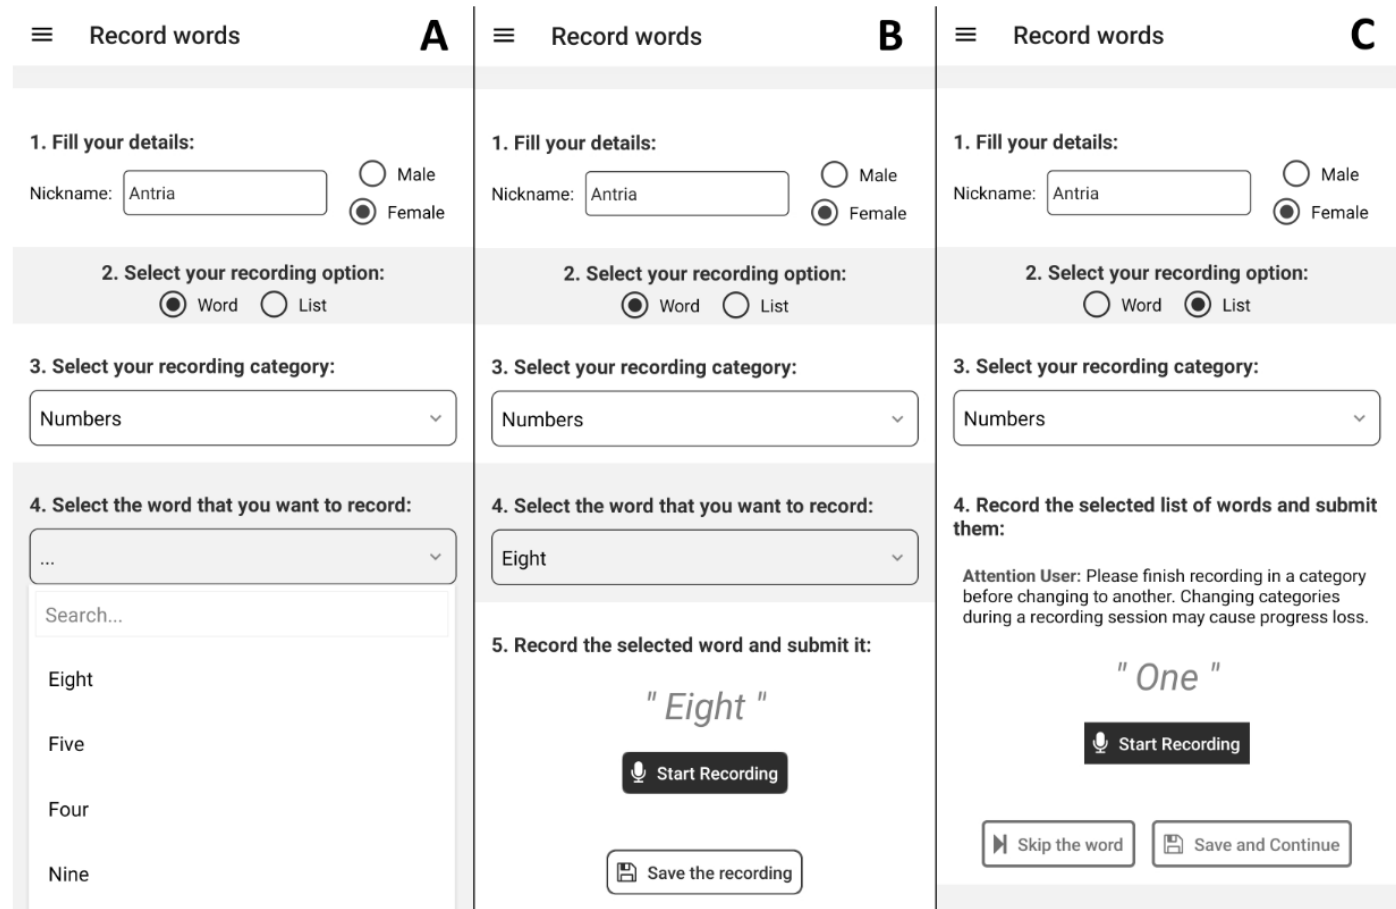 Record words
A
1. Fill your details:
Male
Nickname:
Antria
Female
2. Select your recording option:
Word
List
3. Select your recording category:
Numbers
4. Select the word that you want to record:
...
Search...
Eight
Five
Four
Nine
Record words
B
1. Fill your details:
Male
Nickname:
Antria
Female
2. Select your recording option:
Word
List
3. Select your recording category:
Numbers
4. Select the word that you want to record:
Eight
5. Record the selected word and submit it:
" Eight "
Start Recording
Save the recording
Record words
C
1. Fill your details:
Male
Nickname:
Antria
Female
2. Select your recording option:
Word
List
3. Select your recording category:
Numbers
4. Record the selected list of words and submit
them:
Attention User: Please finish recording in a category
before changing to another. Changing categories
during a recording session may cause progress loss.
" One "
Start Recording
Skip the word
Save and Continue